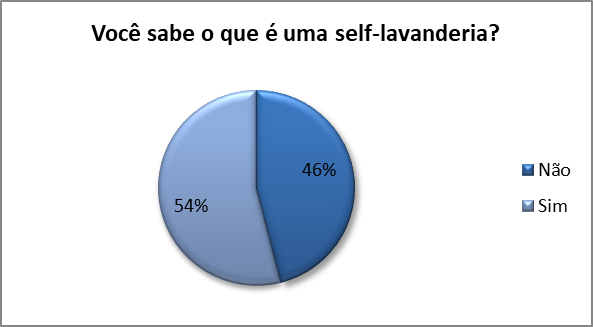 Você sabe o que é uma self-lavanderia?
46%
54%
Não
Sim